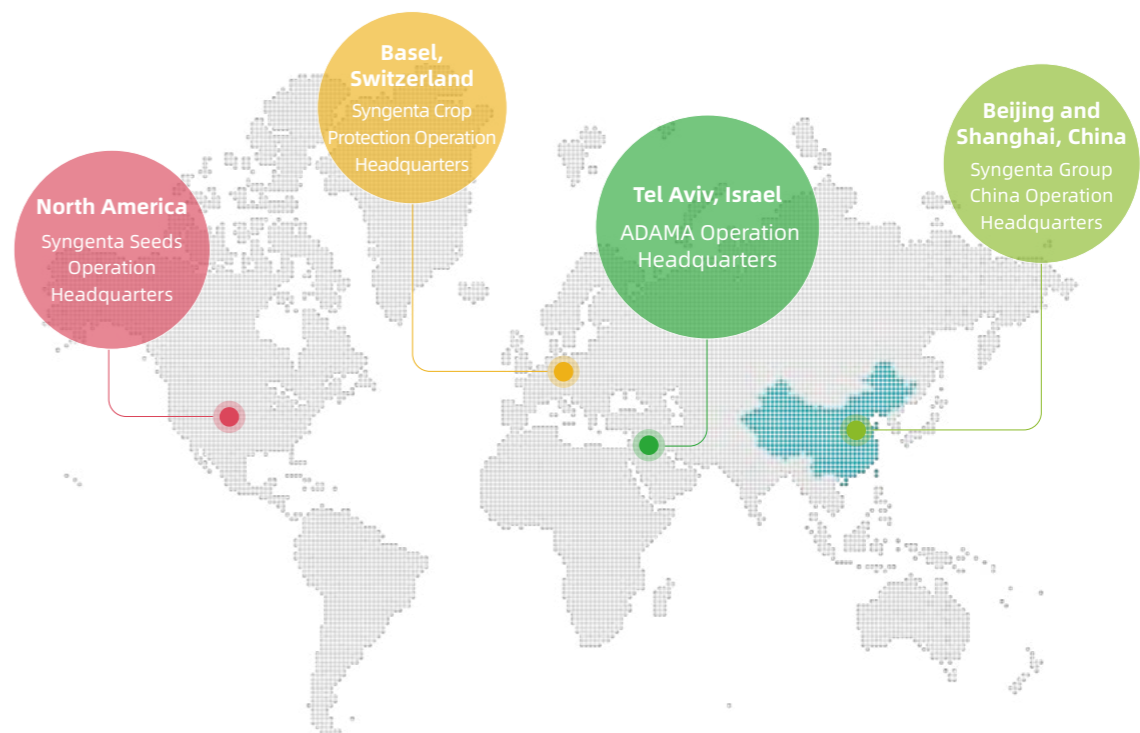 North America
Syngenta Seeds
Operation
Headquarters
Basel,
Switzerland
Syngenta Crop
Protection Operation
Headquarters
Tel Aviv, Israel
ADAMA Operation
Headquarters
Beijing and
Shanghai, China
Syngenta Group
China Operation
Headquarters